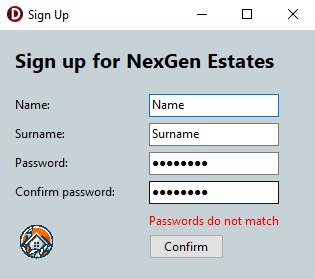 Sign Up
Sign up for NexGen Estates
Name: Name
Surname: Surname
Password: ●●●●●●●●
Confirm password: ●●●●●●●●
Passwords do not match
Confirm